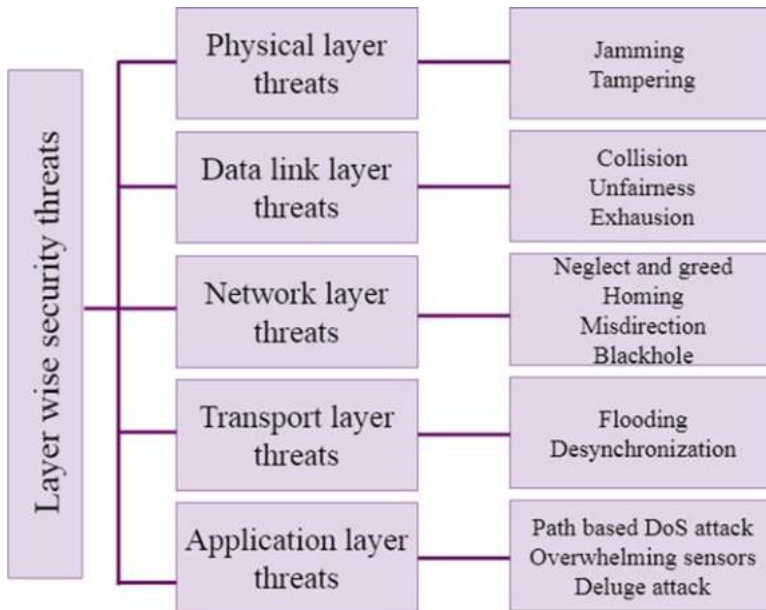 Layer wise security threats
Physical layer
threats
Jamming
Tampering
Data link layer
threats
Collision
Unfairness
Exhausion
Network layer
threats
Neglect and greed
Homing
Misdirection
Blackhole
Transport layer
threats
Flooding
Desynchronization
Application layer
threats
Path based DoS attack
Overwhelming sensors
Deluge attack